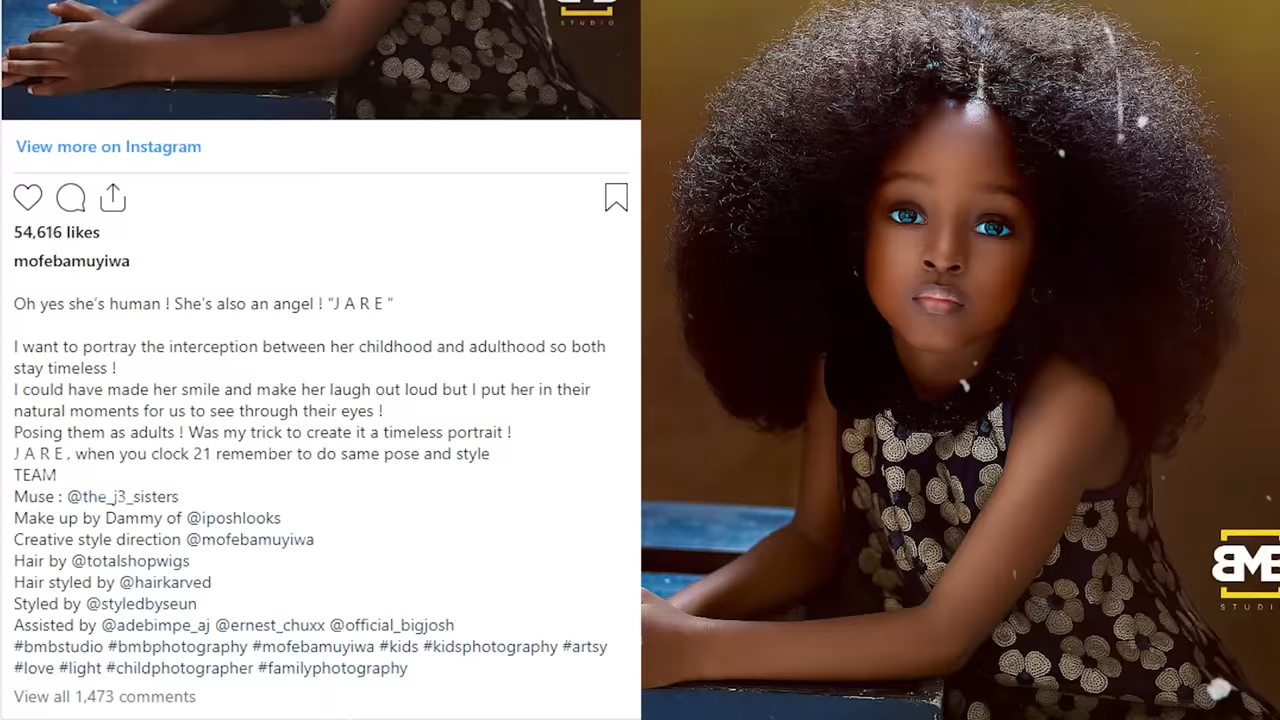 STUDIO
View more on Instagram
54,616 likes
mofebamuyiwa
Oh yes she's human ! She's also an angel ! "J A R E "
I want to portray the interception between her childhood and adulthood so both
stay timeless !
I could have made her smile and make her laugh out loud but I put her in their
natural moments for us to see through their eyes !
Posing them as adults ! Was my trick to create it a timeless portrait !
J A R E , when you clock 21 remember to do same pose and style
TEAM
Muse : @the_j3_sisters
Make up by Dammy of @iposhlooks
Creative style direction @mofebamuyiwa
Hair by @totalshopwigs
Hair styled by @hairkarved
Styled by @styledbyseun
Assisted by @adebimpe_aj @ernest_chuxx @official_bigjosh
#bmbstudio #bmbphotography #mofebamuyiwa #kids #kidsphotography #artsy
#love #light #childphotographer #familyphotography
View all 1,473 comments
BMB
STUDI